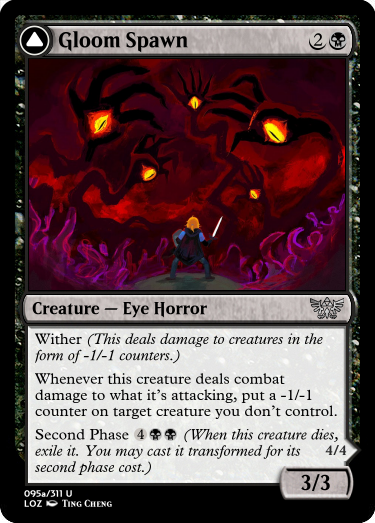 Gloom Spawn 2
Creature — Eye Horror
Wither (This deals damage to creatures in the
form of -1/-1 counters.)
Whenever this creature deals combat
damage to what it's attacking, put a -1/-1
counter on target creature you don't control.
Second Phase 4 (When this creature dies,
exile it. You may cast it transformed for its
second phase cost.)
4/4
3/3
095a/311 U
LOZ Ting Cheng